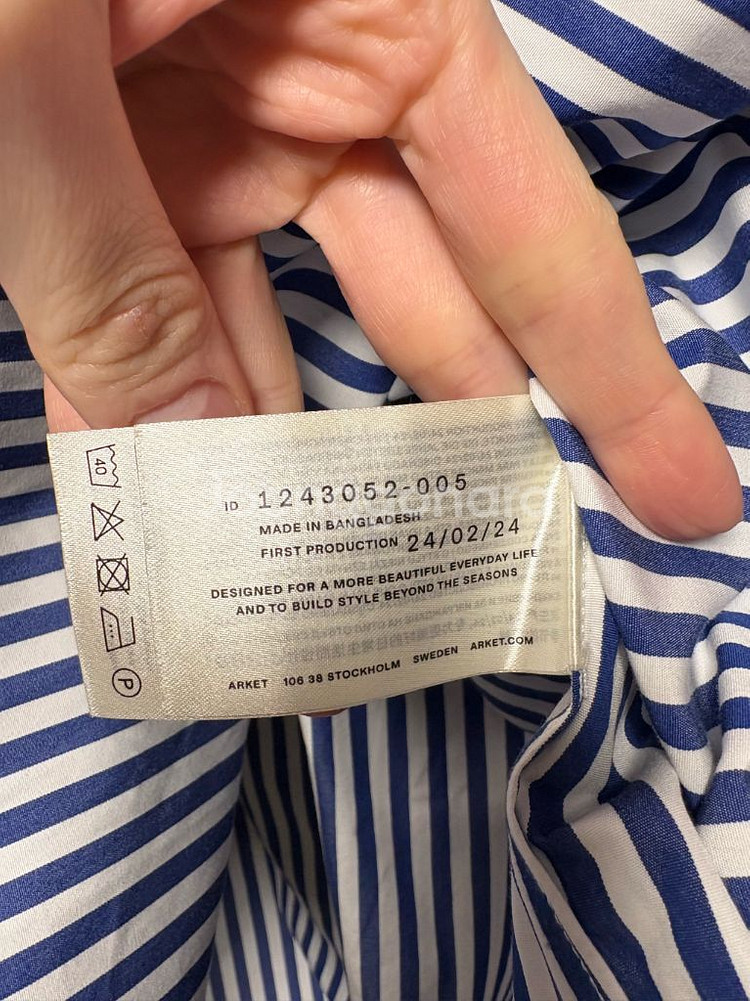 40
ID 1243052-005
MADE IN BANGLADESH
FIRST PRODUCTION 24/02/24
DESIGNED FOR A MORE BEAUTIFUL EVERYDAY LIFE
AND TO BUILD STYLE BEYOND THE SEASONS
ARKET 106 38 STOCKHOLM SWEDEN ARKET.COM
P